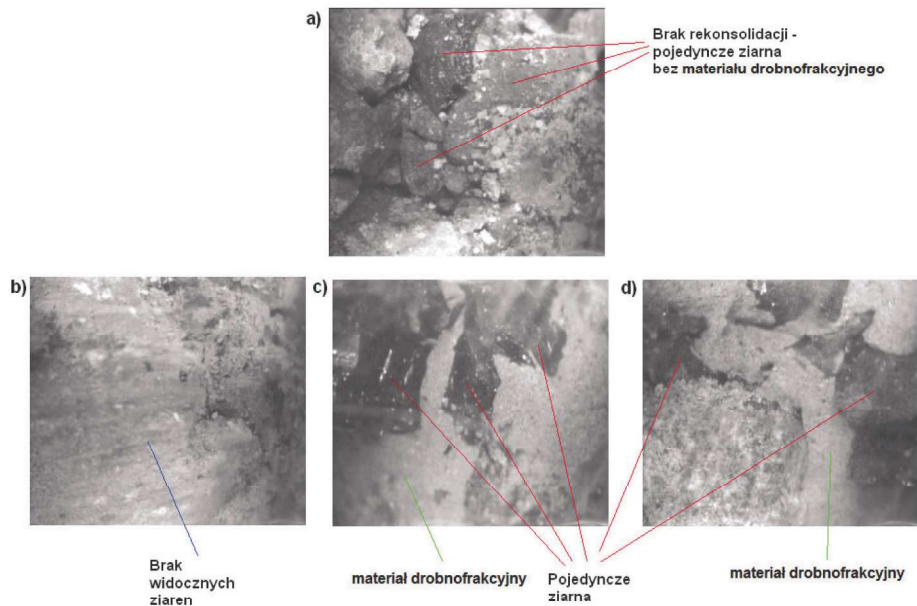 a)
Brak rekonsolidacji -
pojedyncze ziarna
bez materiału drobnofrakcyjnego
b)
c)
d)
Brak
widocznych
ziaren
materiał drobnofrakcyjny
Pojedyncze
ziarna
materiał drobnofrakcyjny